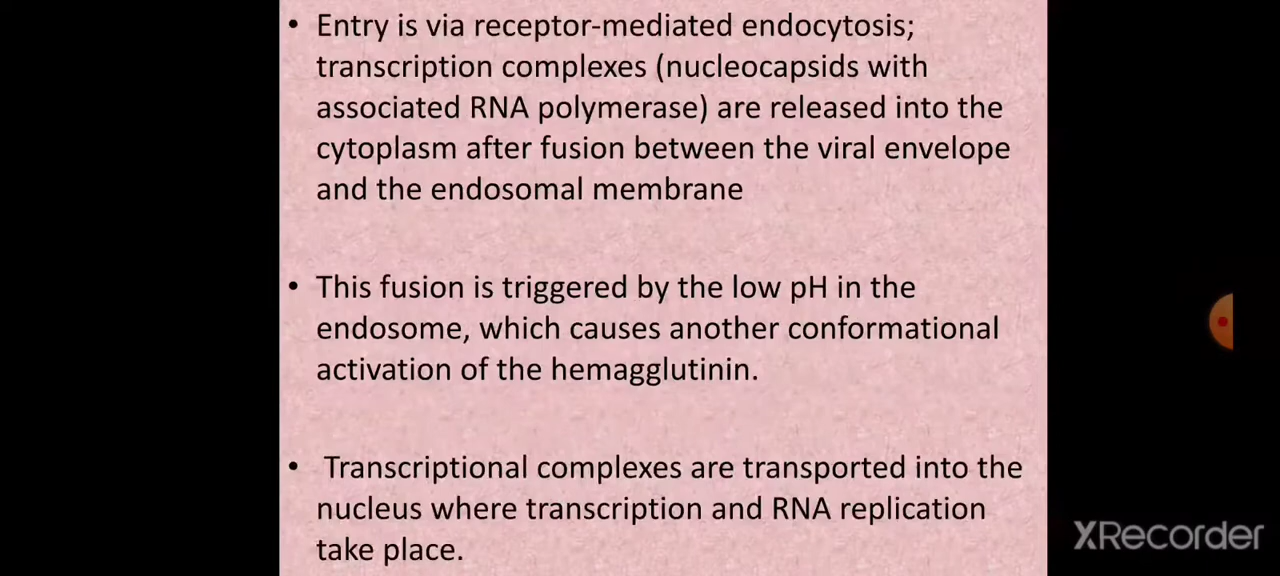 • Entry is via receptor-mediated endocytosis;
transcription complexes (nucleocapsids with
associated RNA polymerase) are released into the
cytoplasm after fusion between the viral envelope
and the endosomal membrane
• This fusion is triggered by the low pH in the
endosome, which causes another conformational
activation of the hemagglutinin.
• Transcriptional complexes are transported into the
nucleus where transcription and RNA replication
take place.
XRecorder